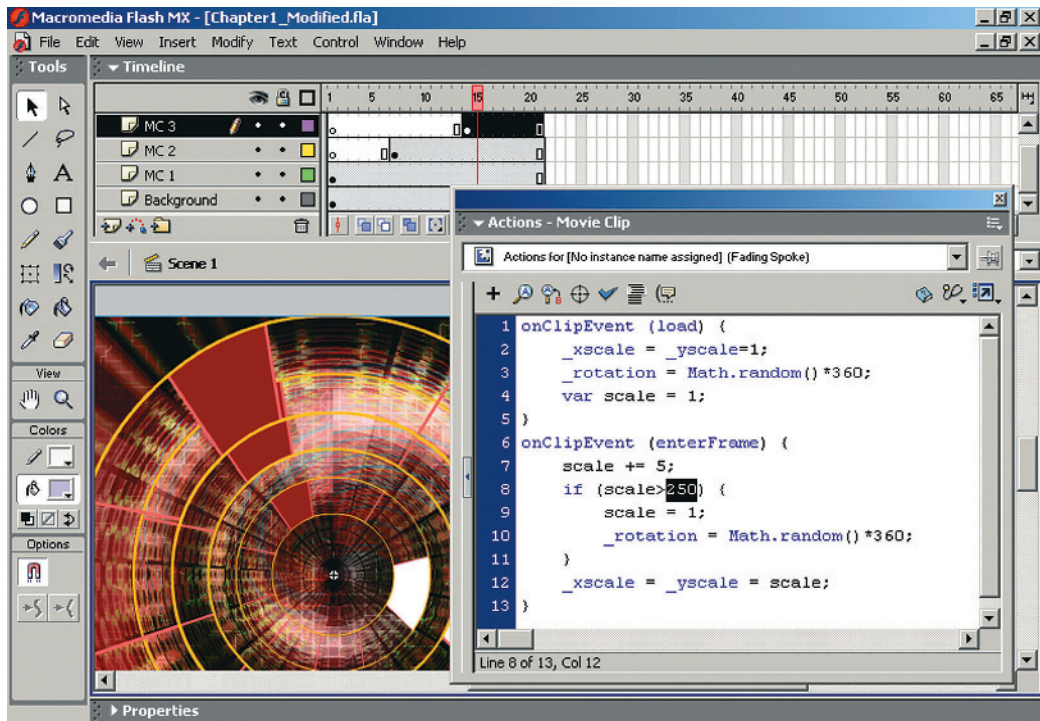 Macromedia Flash MX - [Chapter1_Modified.fla]
File Edit View Insert Modify Text Control Window Help
Tools
Timeline
1 5 10 15 20 25 30 35 40 45 50 55 60 65
MC 3
MC 2
MC 1
Background
Scene 1
View
Colors
Options
Actions - Movie Clip
Actions for [No instance name assigned] (Fading Spoke)
1 onClipEvent (load) {
2 _xscale = _yscale=1;
3 _rotation = Math.random()*360;
4 var scale = 1;
5 }
6 onClipEvent (enterFrame) {
7 scale += 5;
8 if (scale>250) {
9 scale = 1;
10 _rotation = Math.random()*360;
11 }
12 _xscale = _yscale = scale;
13 }
Line 8 of 13, Col 12
Properties